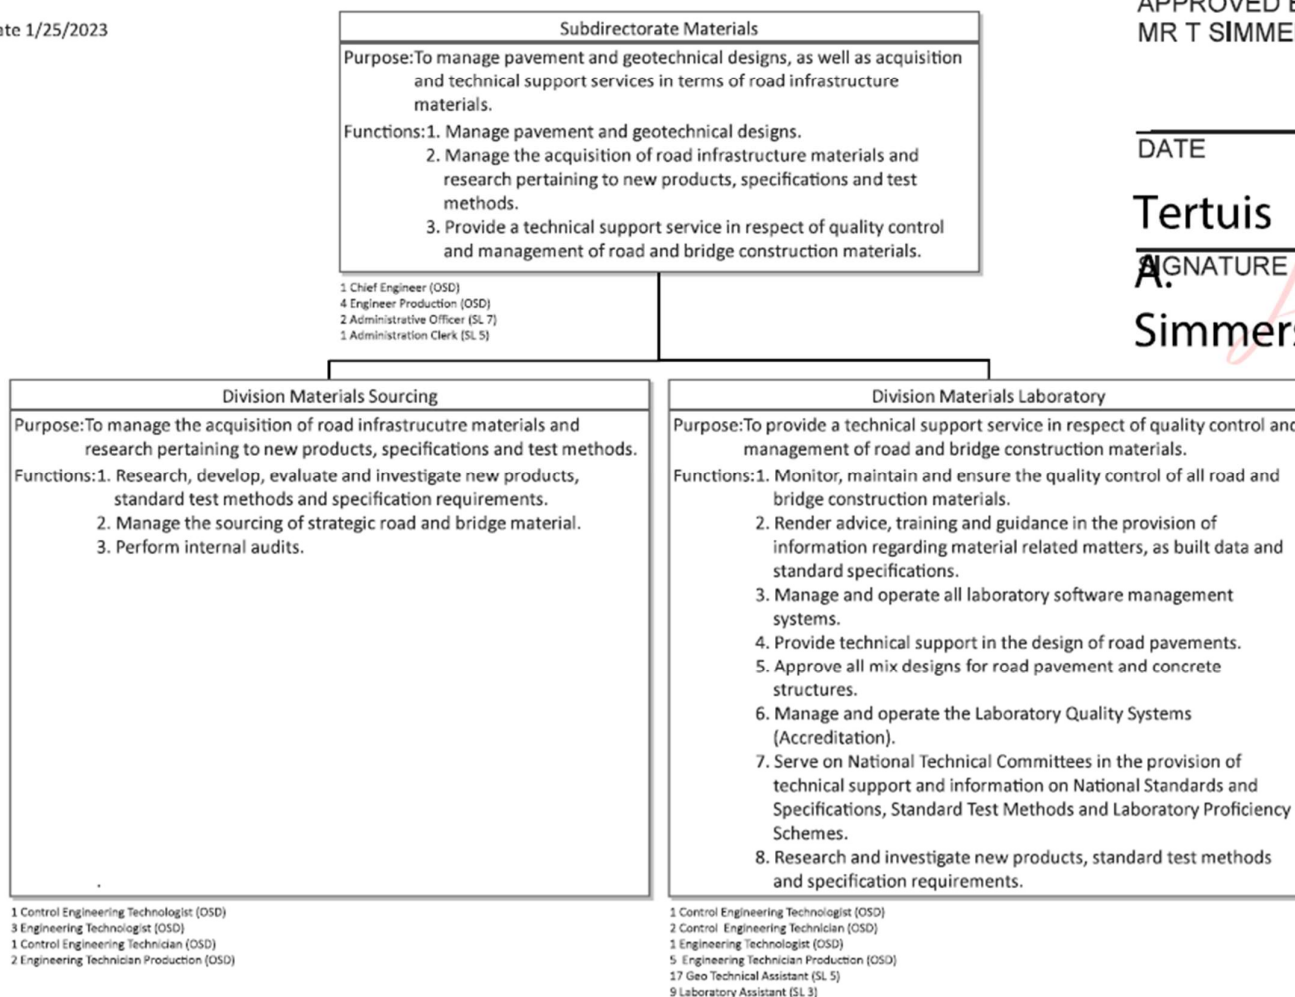 ate 1/25/2023
Subdirectorate Materials
Purpose:To manage pavement and geotechnical designs, as well as acquisition
and technical support services in terms of road infrastructure
materials.
Functions:1. Manage pavement and geotechnical designs.
2. Manage the acquisition of road infrastructure materials and
research pertaining to new products, specifications and test
methods.
3. Provide a technical support service in respect of quality control
and management of road and bridge construction materials.
1 Chief Engineer (OSD)
4 Engineer Production (OSD)
2 Administrative Officer (SL 7)
1 Administration Clerk (SL 5)
APPROVED
MR T SIMME
DATE
Tertuis
SIGNATURE
A.
Simmers
Division Materials Sourcing
Purpose:To manage the acquisition of road infrastrucutre materials and
research pertaining to new products, specifications and test methods.
Functions:1. Research, develop, evaluate and investigate new products,
standard test methods and specification requirements.
2. Manage the sourcing of strategic road and bridge material.
3. Perform internal audits.
.
1 Control Engineering Technologist (OSD)
3 Engineering Technologist (OSD)
1 Control Engineering Technician (OSD)
2 Engineering Technician Production (OSD)
Division Materials Laboratory
Purpose:To provide a technical support service in respect of quality control and
management of road and bridge construction materials.
Functions:1. Monitor, maintain and ensure the quality control of all road and
bridge construction materials.
2. Render advice, training and guidance in the provision of
information regarding material related matters, as built data and
standard specifications.
3. Manage and operate all laboratory software management
systems.
4. Provide technical support in the design of road pavements.
5. Approve all mix designs for road pavement and concrete
structures.
6. Manage and operate the Laboratory Quality Systems
(Accreditation).
7. Serve on National Technical Committees in the provision of
technical support and information on National Standards and
Specifications, Standard Test Methods and Laboratory Proficiency
Schemes.
8. Research and investigate new products, standard test methods
and specification requirements.
1 Control Engineering Technologist (OSD)
2 Control Engineering Technician (OSD)
1 Engineering Technologist (OSD)
5 Engineering Technician Production (OSD)
17 Geo Technical Assistant (SL 5)
9 Laboratory Assistant (SL 3)